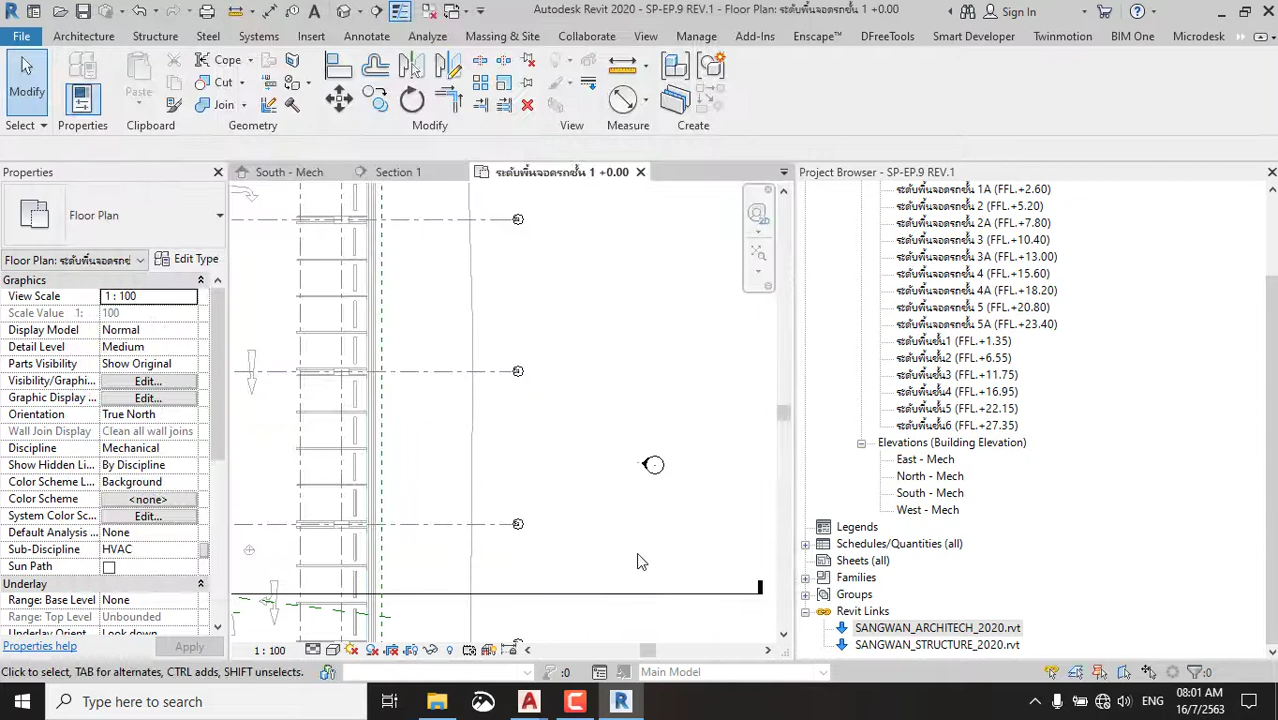 Autodesk Revit 2020 - SP-EP.9 REV.1 - Floor Plan: ระดับพื้นจอดรถชั้น 1 +0.00
Sign In
File Architecture Structure Steel Systems Insert Annotate Analyze Massing & Site Collaborate View Manage Add-Ins Enscape™ DFreeTools Smart Developer Twinmotion BIM One Microdesk
Modify Paste Cope Cut Join
Select Properties Clipboard Geometry Modify View Measure Create
Properties
South - Mech Section 1 ระดับพื้นจอดรถชั้น 1 +0.00
Project Browser - SP-EP.9 REV.1
Floor Plan
Floor Plan: ระดับพื้นจอดรถช Edit Type
Graphics
View Scale 1 : 100
Scale Value 1: 100
Display Model Normal
Detail Level Medium
Parts Visibility Show Original
Visibility/Graphi... Edit...
Graphic Display ... Edit...
Orientation True North
Wall Join Display Clean all wall joins
Discipline Mechanical
Show Hidden Li... By Discipline
Color Scheme L... Background
Color Scheme <none>
System Color Sc... Edit...
Default Analysis ... None
Sub-Discipline HVAC
Sun Path
Underlay
Range: Base Level None
Range: Top Level Unbounded
Underlay Orient... Look down
Properties help Apply
ระดับพื้นจอดรถชั้น 1A (FFL.+2.60)
ระดับพื้นจอดรถชั้น 2 (FFL.+5.20)
ระดับพื้นจอดรถชั้น 2A (FFL.+7.80)
ระดับพื้นจอดรถชั้น 3 (FFL.+10.40)
ระดับพื้นจอดรถชั้น 3A (FFL.+13.00)
ระดับพื้นจอดรถชั้น 4 (FFL.+15.60)
ระดับพื้นจอดรถชั้น 4A (FFL.+18.20)
ระดับพื้นจอดรถชั้น 5 (FFL.+20.80)
ระดับพื้นจอดรถชั้น 5A (FFL.+23.40)
ระดับพื้นชั้น1 (FFL.+1.35)
ระดับพื้นชั้น2 (FFL.+6.55)
ระดับพื้นชั้น3 (FFL.+11.75)
ระดับพื้นชั้น4 (FFL.+16.95)
ระดับพื้นชั้น5 (FFL.+22.15)
ระดับพื้นชั้น6 (FFL.+27.35)
Elevations (Building Elevation)
East - Mech
North - Mech
South - Mech
West - Mech
Legends
Schedules/Quantities (all)
Sheets (all)
Families
Groups
Revit Links
SANGWAN_ARCHITECH_2020.rvt
SANGWAN_STRUCTURE_2020.rvt
1 : 100
Click to select, TAB for alternates, CTRL adds, SHIFT unselects. :0 Main Model :0
Type here to search
ENG 08:01 AM
16/7/2563